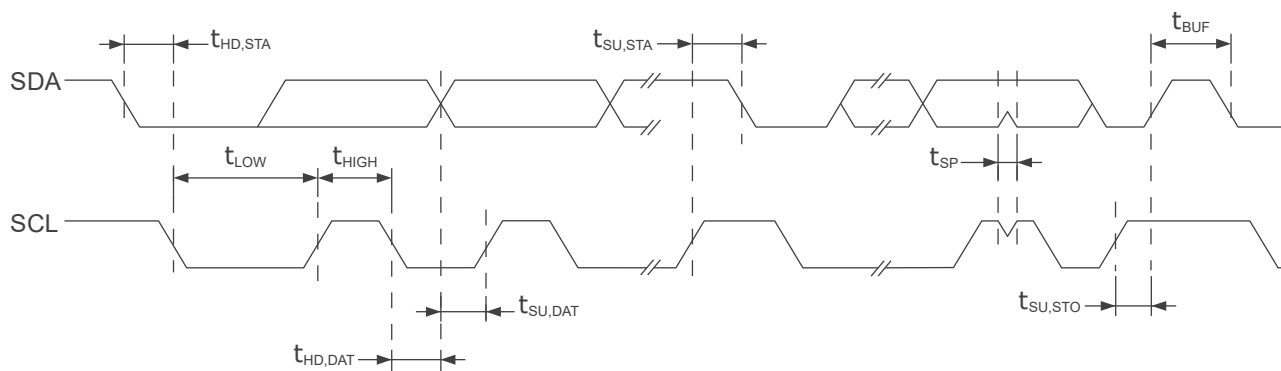 tHD,STA
tSU,STA
tBUF
SDA
tLOW
tHIGH
tSP
SCL
tSU,DAT
tSU,STO
tHD,DAT